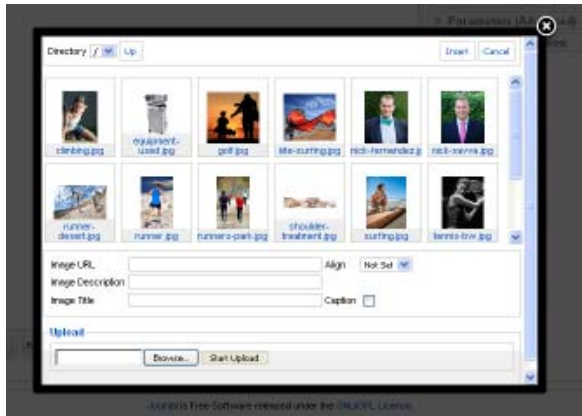 Parameters (Advanced)
Directory / Up Insert Cancel
climbing.jpg
equipment-
used.jpg
golf.jpg
kite-surfing.jpg
nick-fernandez.j
nick-savva.jpg
runner-
desert.jpg
runner.jpg
runners-park.jpg
shoulder-
treatment.jpg
surfing.jpg
tennis-bw.jpg
Image URL Align Not Set
Image Description
Image Title Caption
Upload
Browse... Start Upload
Joomla! is Free Software released under the GNU/GPL License.